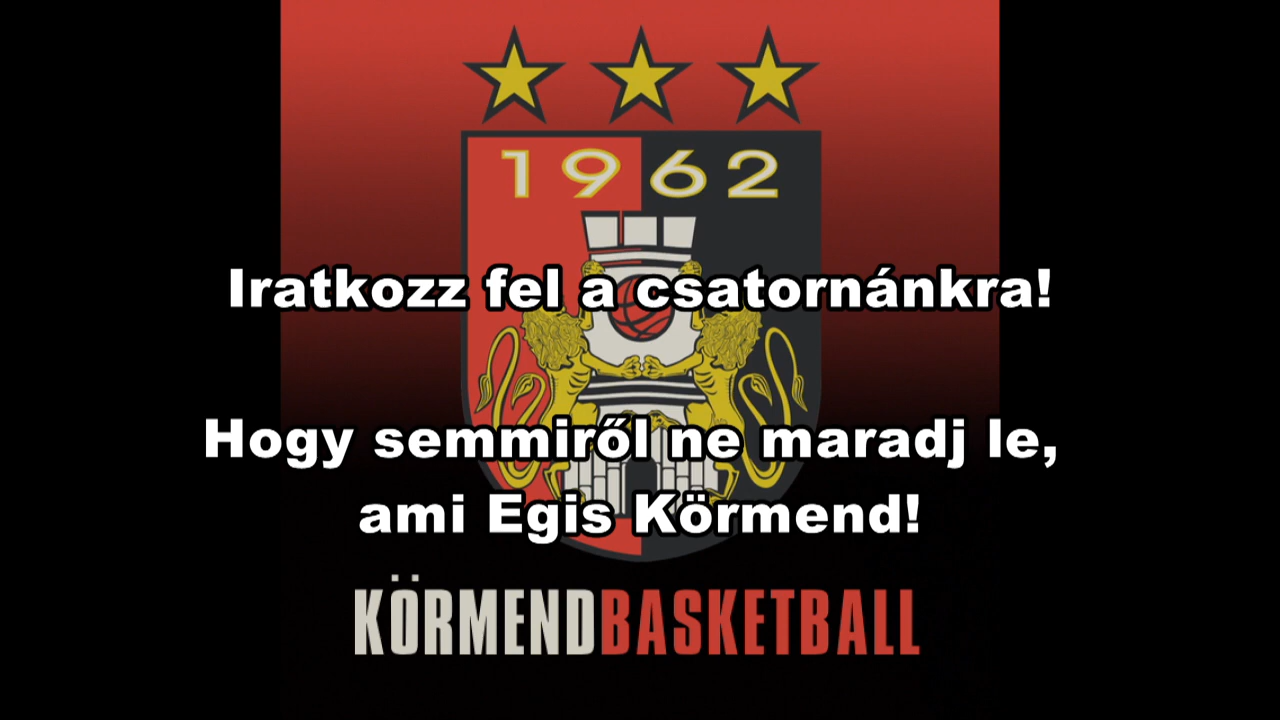 1962
Iratkozz fel a csatornánkra!
Hogy semmiről ne maradj le,
ami Egis Körmend!
KÖRMENDBASKETBALL